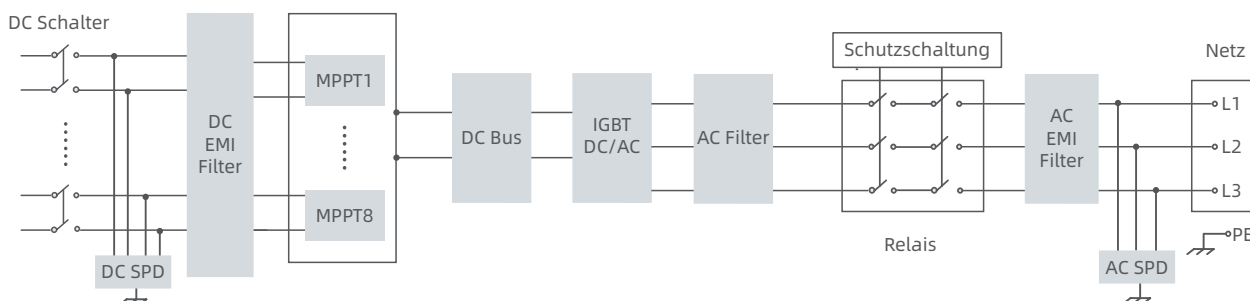 DC Schalter
DC
EMI
Filter
MPPT1
MPPT8
DC SPD
DC Bus
IGBT
DC/AC
AC Filter
Schutzschaltung
Relais
AC
EMI
Filter
Netz
L1
L2
L3
PE
AC SPD